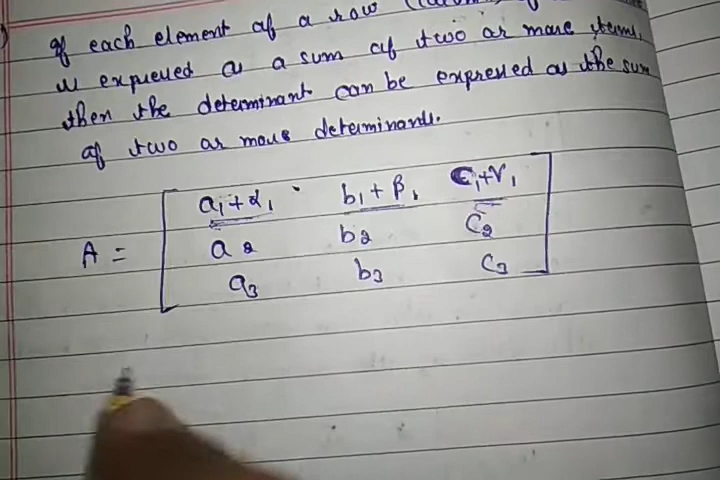 If each element of a row
is expressed as a sum of two or more terms,
then the determinant can be expressed as the sum
of two or more determinants.
A = [ a₁+α₁ b₁+β₁ c₁+γ₁
a₂ b₂ c₂
a₃ b₃ c₃ ]